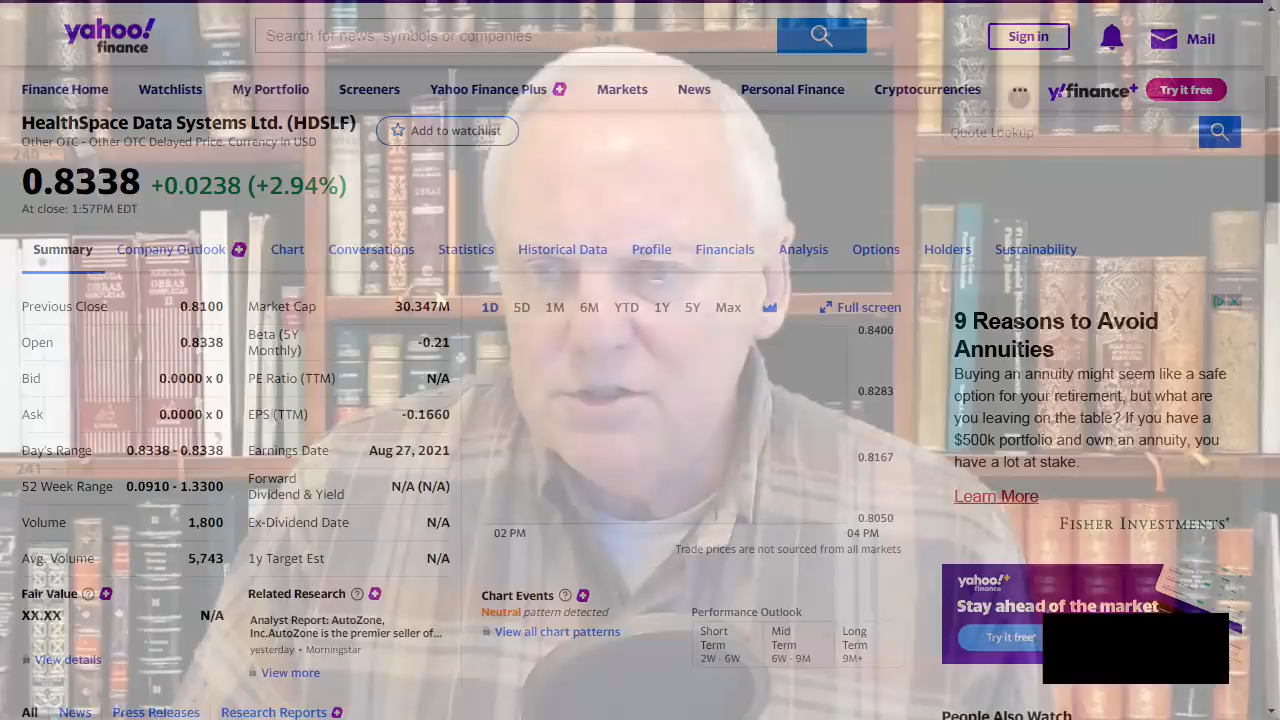 yahoo!
finance
Search for news, symbols or companies
Sign in
Mail
Finance Home
Watchlists
My Portfolio
Screeners
Yahoo Finance Plus
Markets
News
Personal Finance
Cryptocurrencies
...
y!finance+
Try it free
HealthSpace Data Systems Ltd. (HDSLF)
Add to watchlist
Other OTC - Other OTC Delayed Price. Currency in USD
Quote Lookup
0.8338 +0.0238 (+2.94%)
At close: 1:57PM EDT
Summary
Company Outlook
Chart
Conversations
Statistics
Historical Data
Profile
Financials
Analysis
Options
Holders
Sustainability
Previous Close 0.8100
Open 0.8338
Bid 0.0000 x 0
Ask 0.0000 x 0
Day's Range 0.8338 - 0.8338
52 Week Range 0.0910 - 1.3300
Volume 1,800
Avg. Volume 5,743
Market Cap 30.347M
Beta (5Y
Monthly) -0.21
PE Ratio (TTM) N/A
EPS (TTM) -0.1660
Earnings Date Aug 27, 2021
Forward
Dividend & Yield N/A (N/A)
Ex-Dividend Date N/A
1y Target Est N/A
1D 5D 1M 6M YTD 1Y 5Y Max
Full screen
0.8400
0.8283
0.8167
0.8050
02 PM
04 PM
Trade prices are not sourced from all markets
9 Reasons to Avoid
Annuities
Buying an annuity might seem like a safe
option for your retirement, but what are
you leaving on the table? If you have a
$500k portfolio and own an annuity, you
have a lot at stake.
Learn More
FISHER INVESTMENTS
Fair Value
XX.XX N/A
View details
Related Research
Analyst Report: AutoZone,
Inc.AutoZone is the premier seller of...
yesterday • Morningstar
View more
Chart Events
Neutral pattern detected
View all chart patterns
Performance Outlook
Short
Term
2W - 6W
Mid
Term
6W - 9M
Long
Term
9M+
yahoo!+
Stay ahead of the market
Try it free*
All
News
Press Releases
Research Reports
People Also Watch
240
241
OBRAS
OBRAS
II